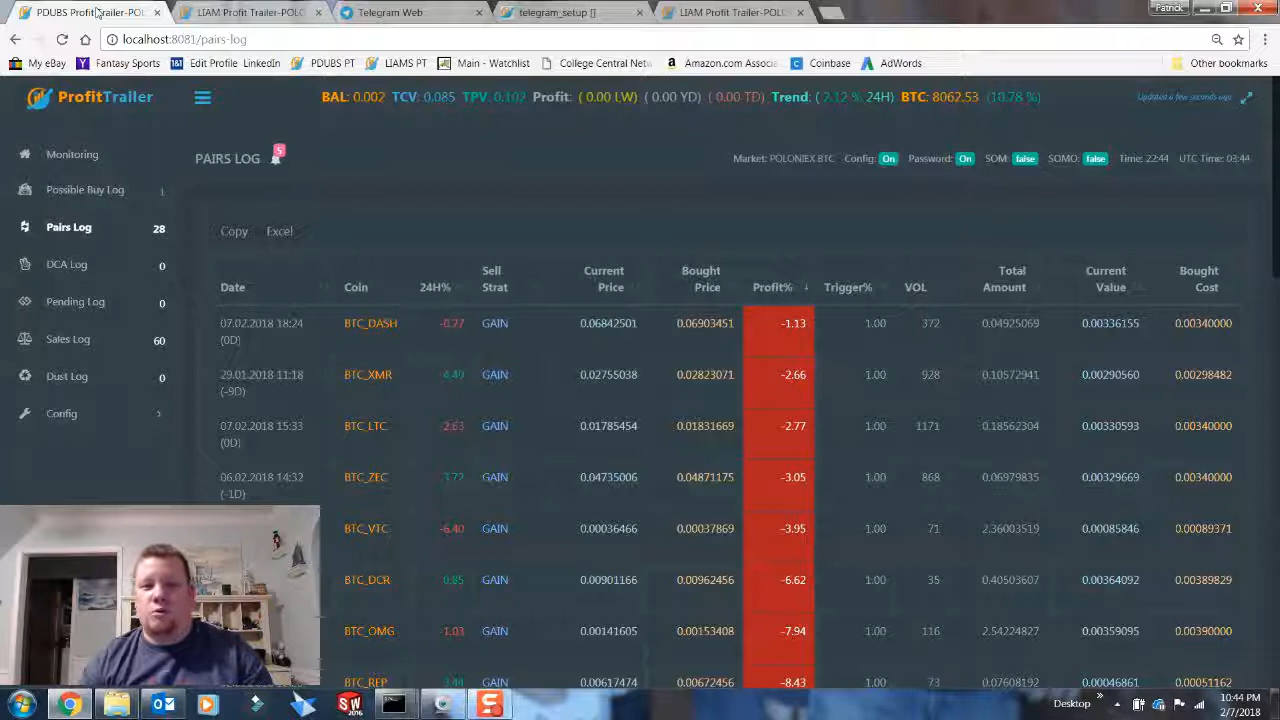 PDUBS ProfitTrailer-POL
LIAM Profit Trailer-POLO
Telegram Web
telegram_setup []
LIAM Profit Trailer-POLO
Patrick
localhost:8081/pairs-log
My eBay
Fantasy Sports
Edit Profile | LinkedIn
PDUBS PT
LIAMS PT
Main - Watchlist
College Central Net
Amazon.com: Associat
Coinbase
AdWords
Other bookmarks
ProfitTrailer
BAL: 0.002 TCV: 0.085 TPV: 0.102 Profit: ( 0.00 LW) ( 0.00 YD) ( 0.00 TD) Trend: ( 2.12 % 24H) BTC: 8062.53 (10.78 %)
Updated a few seconds ago
Monitoring
Possible Buy Log 1
Pairs Log 28
DCA Log 0
Pending Log 0
Sales Log 60
Dust Log 0
Config
PAIRS LOG 5
Market: POLONIEX BTC Config: On Password: On SOM: false SOMO: false Time: 22:44 UTC Time: 03:44
Copy Excel
Date Coin 24H% Sell Strat Current Price Bought Price Profit% Trigger% VOL Total Amount Current Value Bought Cost
07.02.2018 18:24 (0D) BTC_DASH -0.77 GAIN 0.06842501 0.06903451 -1.13 1.00 372 0.04925069 0.00336155 0.00340000
29.01.2018 11:18 (-9D) BTC_XMR 4.49 GAIN 0.02755038 0.02823071 -2.66 1.00 928 0.10572941 0.00290560 0.00298482
07.02.2018 15:33 (0D) BTC_LTC -2.63 GAIN 0.01785454 0.01831669 -2.77 1.00 1171 0.18562304 0.00330593 0.00340000
06.02.2018 14:32 (-1D) BTC_ZEC 3.72 GAIN 0.04735006 0.04871175 -3.05 1.00 868 0.06979835 0.00329669 0.00340000
BTC_VTC -6.40 GAIN 0.00036466 0.00037869 -3.95 1.00 71 2.36003519 0.00085846 0.00089371
BTC_DCR 0.85 GAIN 0.00901166 0.00962456 -6.62 1.00 35 0.40503607 0.00364092 0.00389829
BTC_OMG -1.03 GAIN 0.00141605 0.00153408 -7.94 1.00 116 2.54224827 0.00359095 0.00390000
BTC_REP 3.44 GAIN 0.00617474 0.00672456 -8.43 1.00 73 0.07608192 0.00046861 0.00051162
SW
2016
Desktop
10:44 PM
2/7/2018